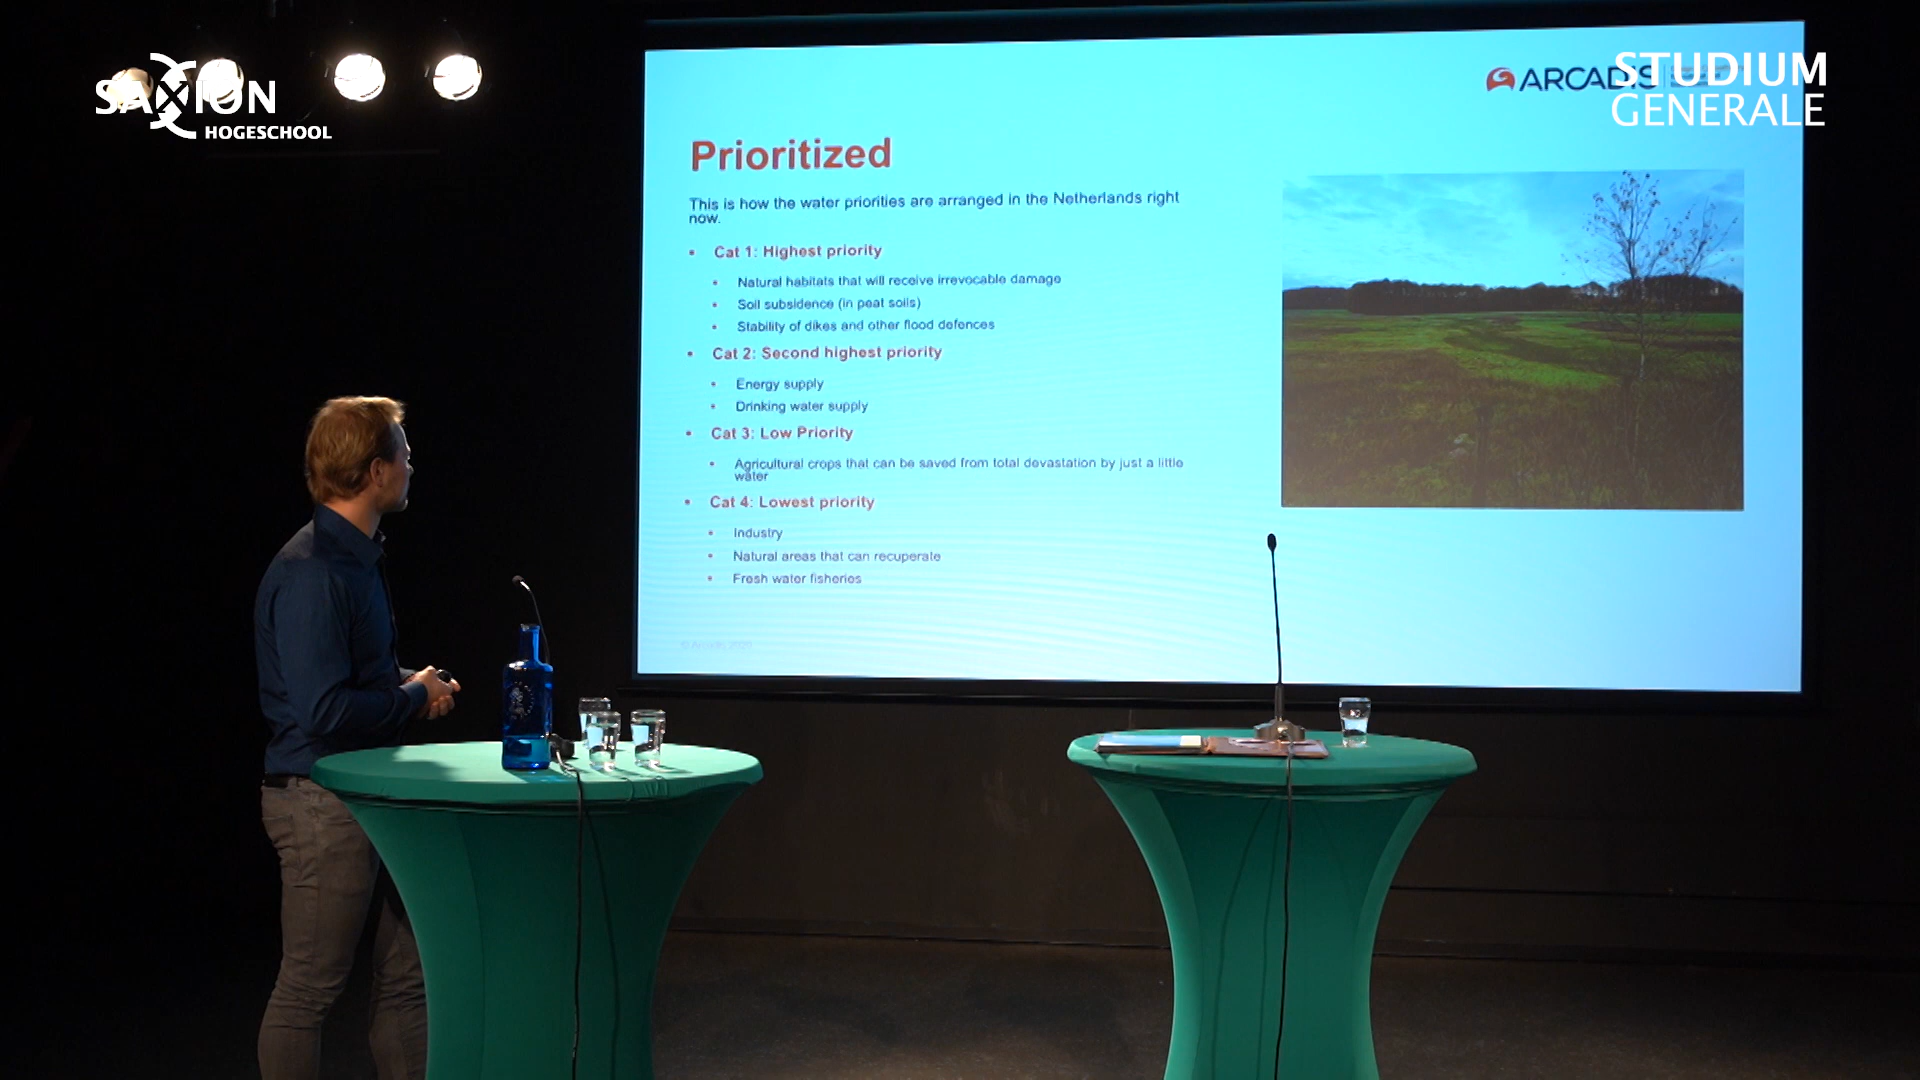 SAXION
HOGESCHOOL
STUDIUM
GENERALE
ARCADIS
Prioritized
This is how the water priorities are arranged in the Netherlands right
now.
Cat 1: Highest priority
Natural habitats that will receive irrevocable damage
Soil subsidence (in peat soils)
Stability of dikes and other flood defences
Cat 2: Second highest priority
Energy supply
Drinking water supply
Cat 3: Low Priority
Agricultural crops that can be saved from total devastation by just a little
water
Cat 4: Lowest priority
Industry
Natural areas that can recuperate
Fresh water fisheries
© Arcadis 2020